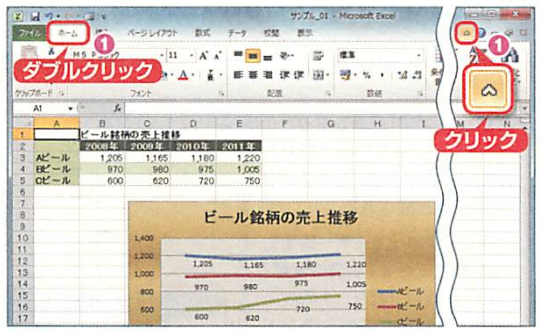 サンプル_01 - Microsoft Excel
ファイル ホーム ページレイアウト 数式 データ 校閲 表示
1
1
ダブルクリック
MS P
11
標準
クリップボード フォント 配置 数値
クリック
A1 fx
A B C D E F G H I M N
1 ビール銘柄の売上推移
2 2008年 2009年 2010年 2011年
3 Aビール 1,205 1,165 1,180 1,220
4 Bビール 970 980 975 1,005
5 Cビール 600 620 720 750
6
7
8
9
10
11
12
13
14
15
16
17
ビール銘柄の売上推移
1,400
1,200
1,000
800
600
1,205 1,165 1,180 1,220
970 980 975 1,005
600 620 720 750
Aビール
Bビール
Cビール